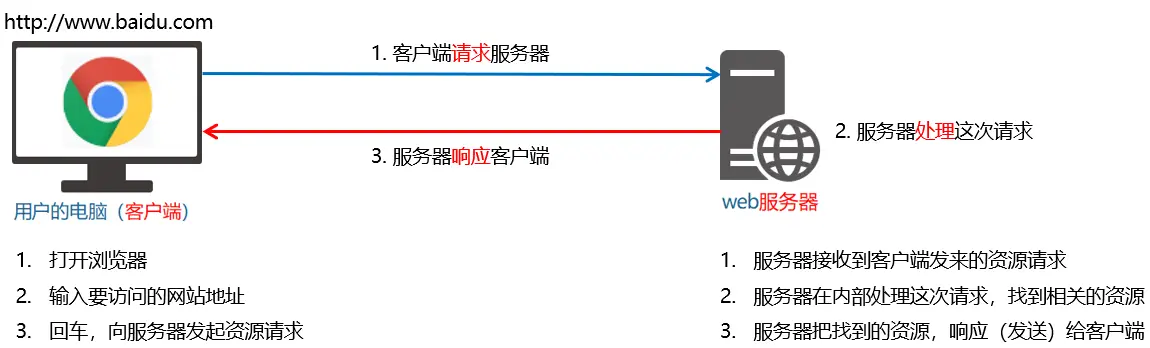 http://www.baidu.com
1. 客户端请求服务器
2. 服务器处理这次请求
3. 服务器响应客户端
用户的电脑（客户端）
web服务器
1. 打开浏览器
2. 输入要访问的网站地址
3. 回车，向服务器发起资源请求
1. 服务器接收到客户端发来的资源请求
2. 服务器在内部处理这次请求，找到相关的资源
3. 服务器把找到的资源，响应（发送）给客户端